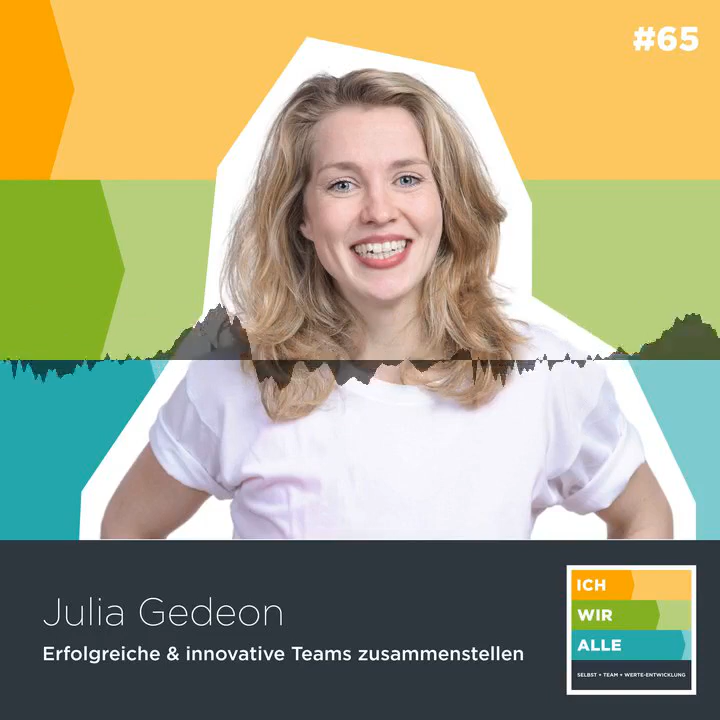 #65
Julia Gedeon
Erfolgreiche & innovative Teams zusammenstellen
ICH
WIR
ALLE
SELBST + TEAM + WERTE-ENTWICKLUNG